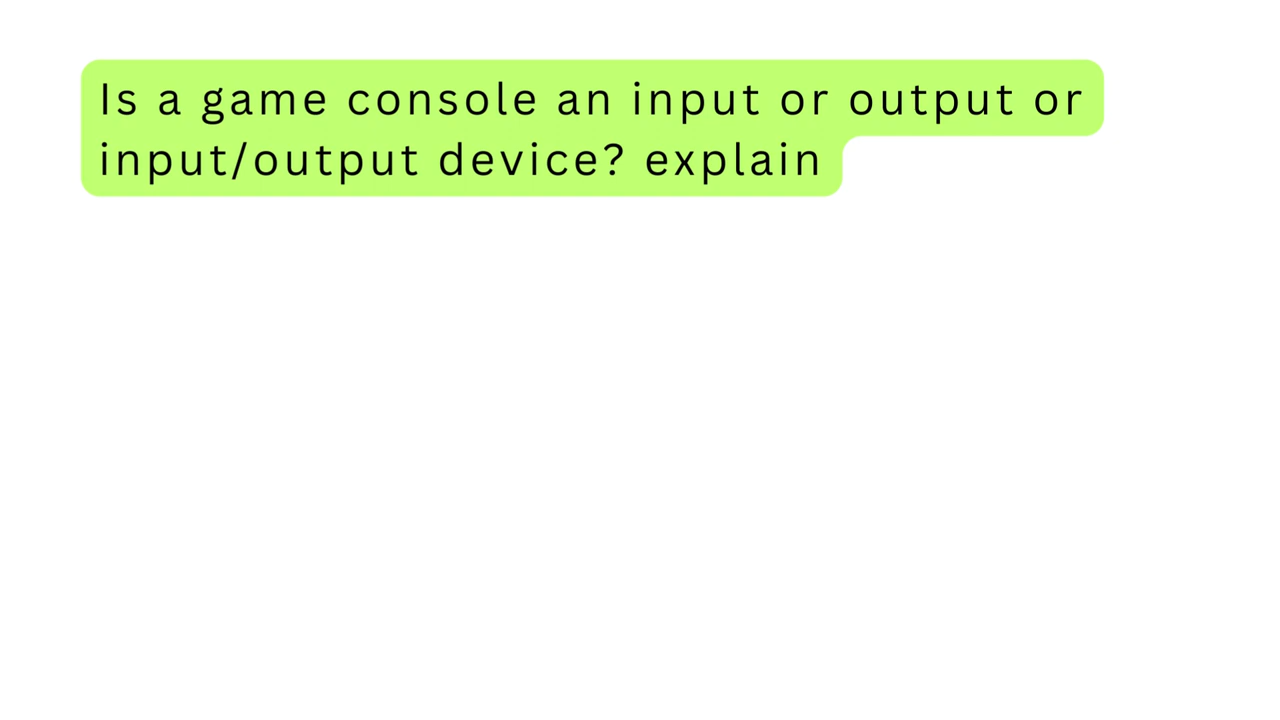 Is a game console an input or output or
input/output device? explain